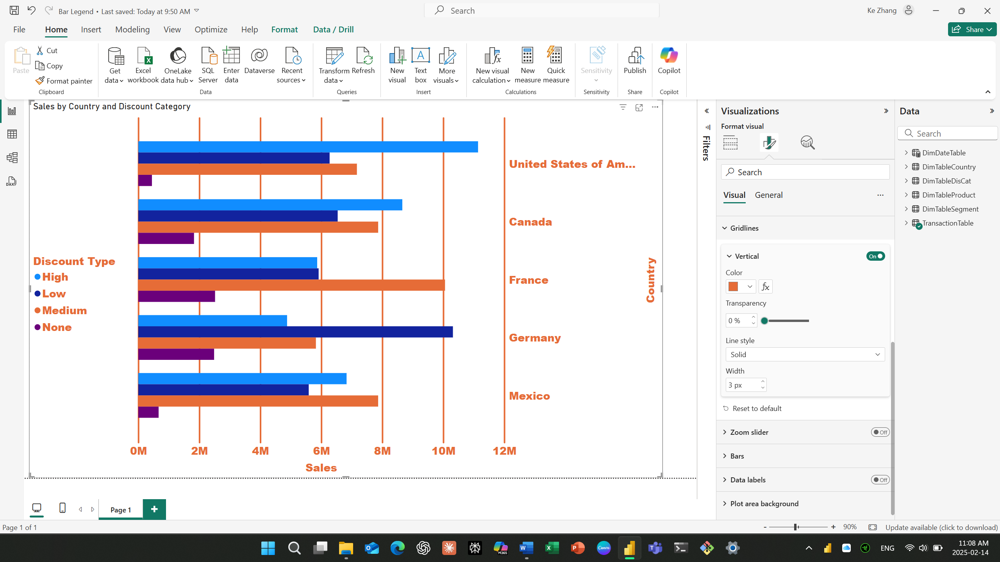 Bar Legend • Last saved: Today at 9:50 AM
Search
Ke Zhang
File Home Insert Modeling View Optimize Help Format Data / Drill
Share
Paste
Cut
Copy
Format painter
Clipboard
Get data
Excel workbook
OneLake data hub
SQL Server
Enter data
Dataverse
Recent sources
Data
Transform data
Refresh
Queries
New visual
Text box
More visuals
Insert
New visual calculation
New measure
Quick measure
Calculations
Sensitivity
Sensitivity
Publish
Share
Copilot
Copilot
DAX
Sales by Country and Discount Category
Discount Type
High
Low
Medium
None
United States of Am...
Canada
France
Germany
Mexico
Country
0M 2M 4M 6M 8M 10M 12M
Sales
Filters
Visualizations
Format visual
Search
Visual General
Gridlines
Vertical
On
Color
fx
Transparency
0 %
Line style
Solid
Width
3 px
Reset to default
Zoom slider
Off
Bars
Data labels
Off
Plot area background
Data
Search
DimDateTable
DimTableCountry
DimTableDisCat
DimTableProduct
DimTableSegment
TransactionTable
Page 1
Page 1 of 1
- + 90%
Update available (click to download)
M365
Canva
ENG
11:08 AM
2025-02-14